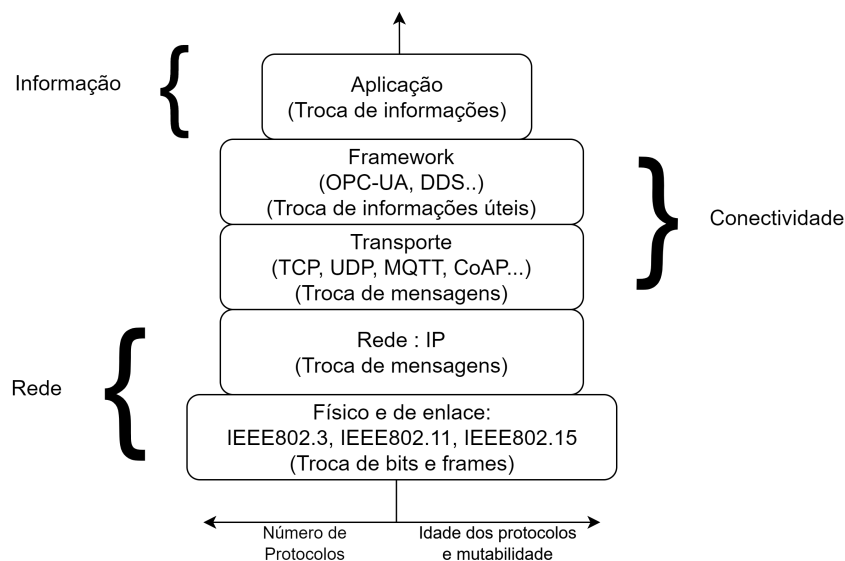 Informação
Aplicação
(Troca de informações)
Framework
(OPC-UA, DDS..)
(Troca de informações úteis)
Conectividade
Transporte
(TCP, UDP, MQTT, CoAP...)
(Troca de mensagens)
Rede : IP
(Troca de mensagens)
Rede
Físico e de enlace:
IEEE802.3, IEEE802.11, IEEE802.15
(Troca de bits e frames)
Número de
Protocolos
Idade dos protocolos
e mutabilidade